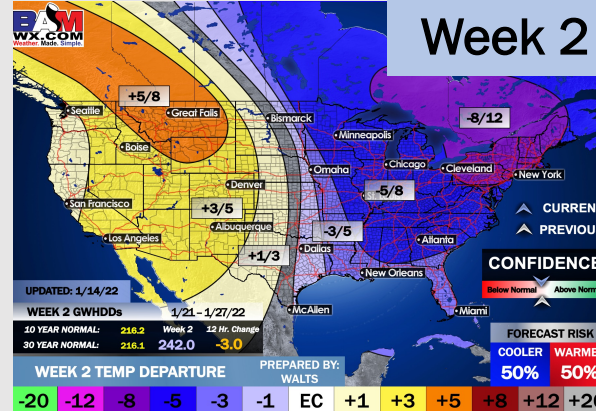 BAM
WX.COM
Weather. Made. Simple.
Week 2
+5/8
-8/12
Seattle
Great Falls
Bismarck
Minneapolis
Boise
Chicago
Cleveland
Omaha
New York
Denver
-5/8
San Francisco
+3/5
CURREN
Albuquerque
-3/5
PREVIOU
Los Angeles
Dallas
Atlanta
+1/3
CONFIDENCE
New Orleans
Below Normal
Above Norm
UPDATED: 1/14/22
WEEK 2 GWHDDs
1/21 – 1/27/22
McAllen
Miami
10 YEAR NORMAL: 216.2
Week 2
12 Hr. Change
30 YEAR NORMAL: 216.1
242.0
-3.0
FORECAST RISK
COOLER
WARME
50%
50%
WEEK 2 TEMP DEPARTURE
PREPARED BY:
WALTS
-20 -12 -8 -5 -3 -1 EC +1 +3 +5 +8 +12 +20